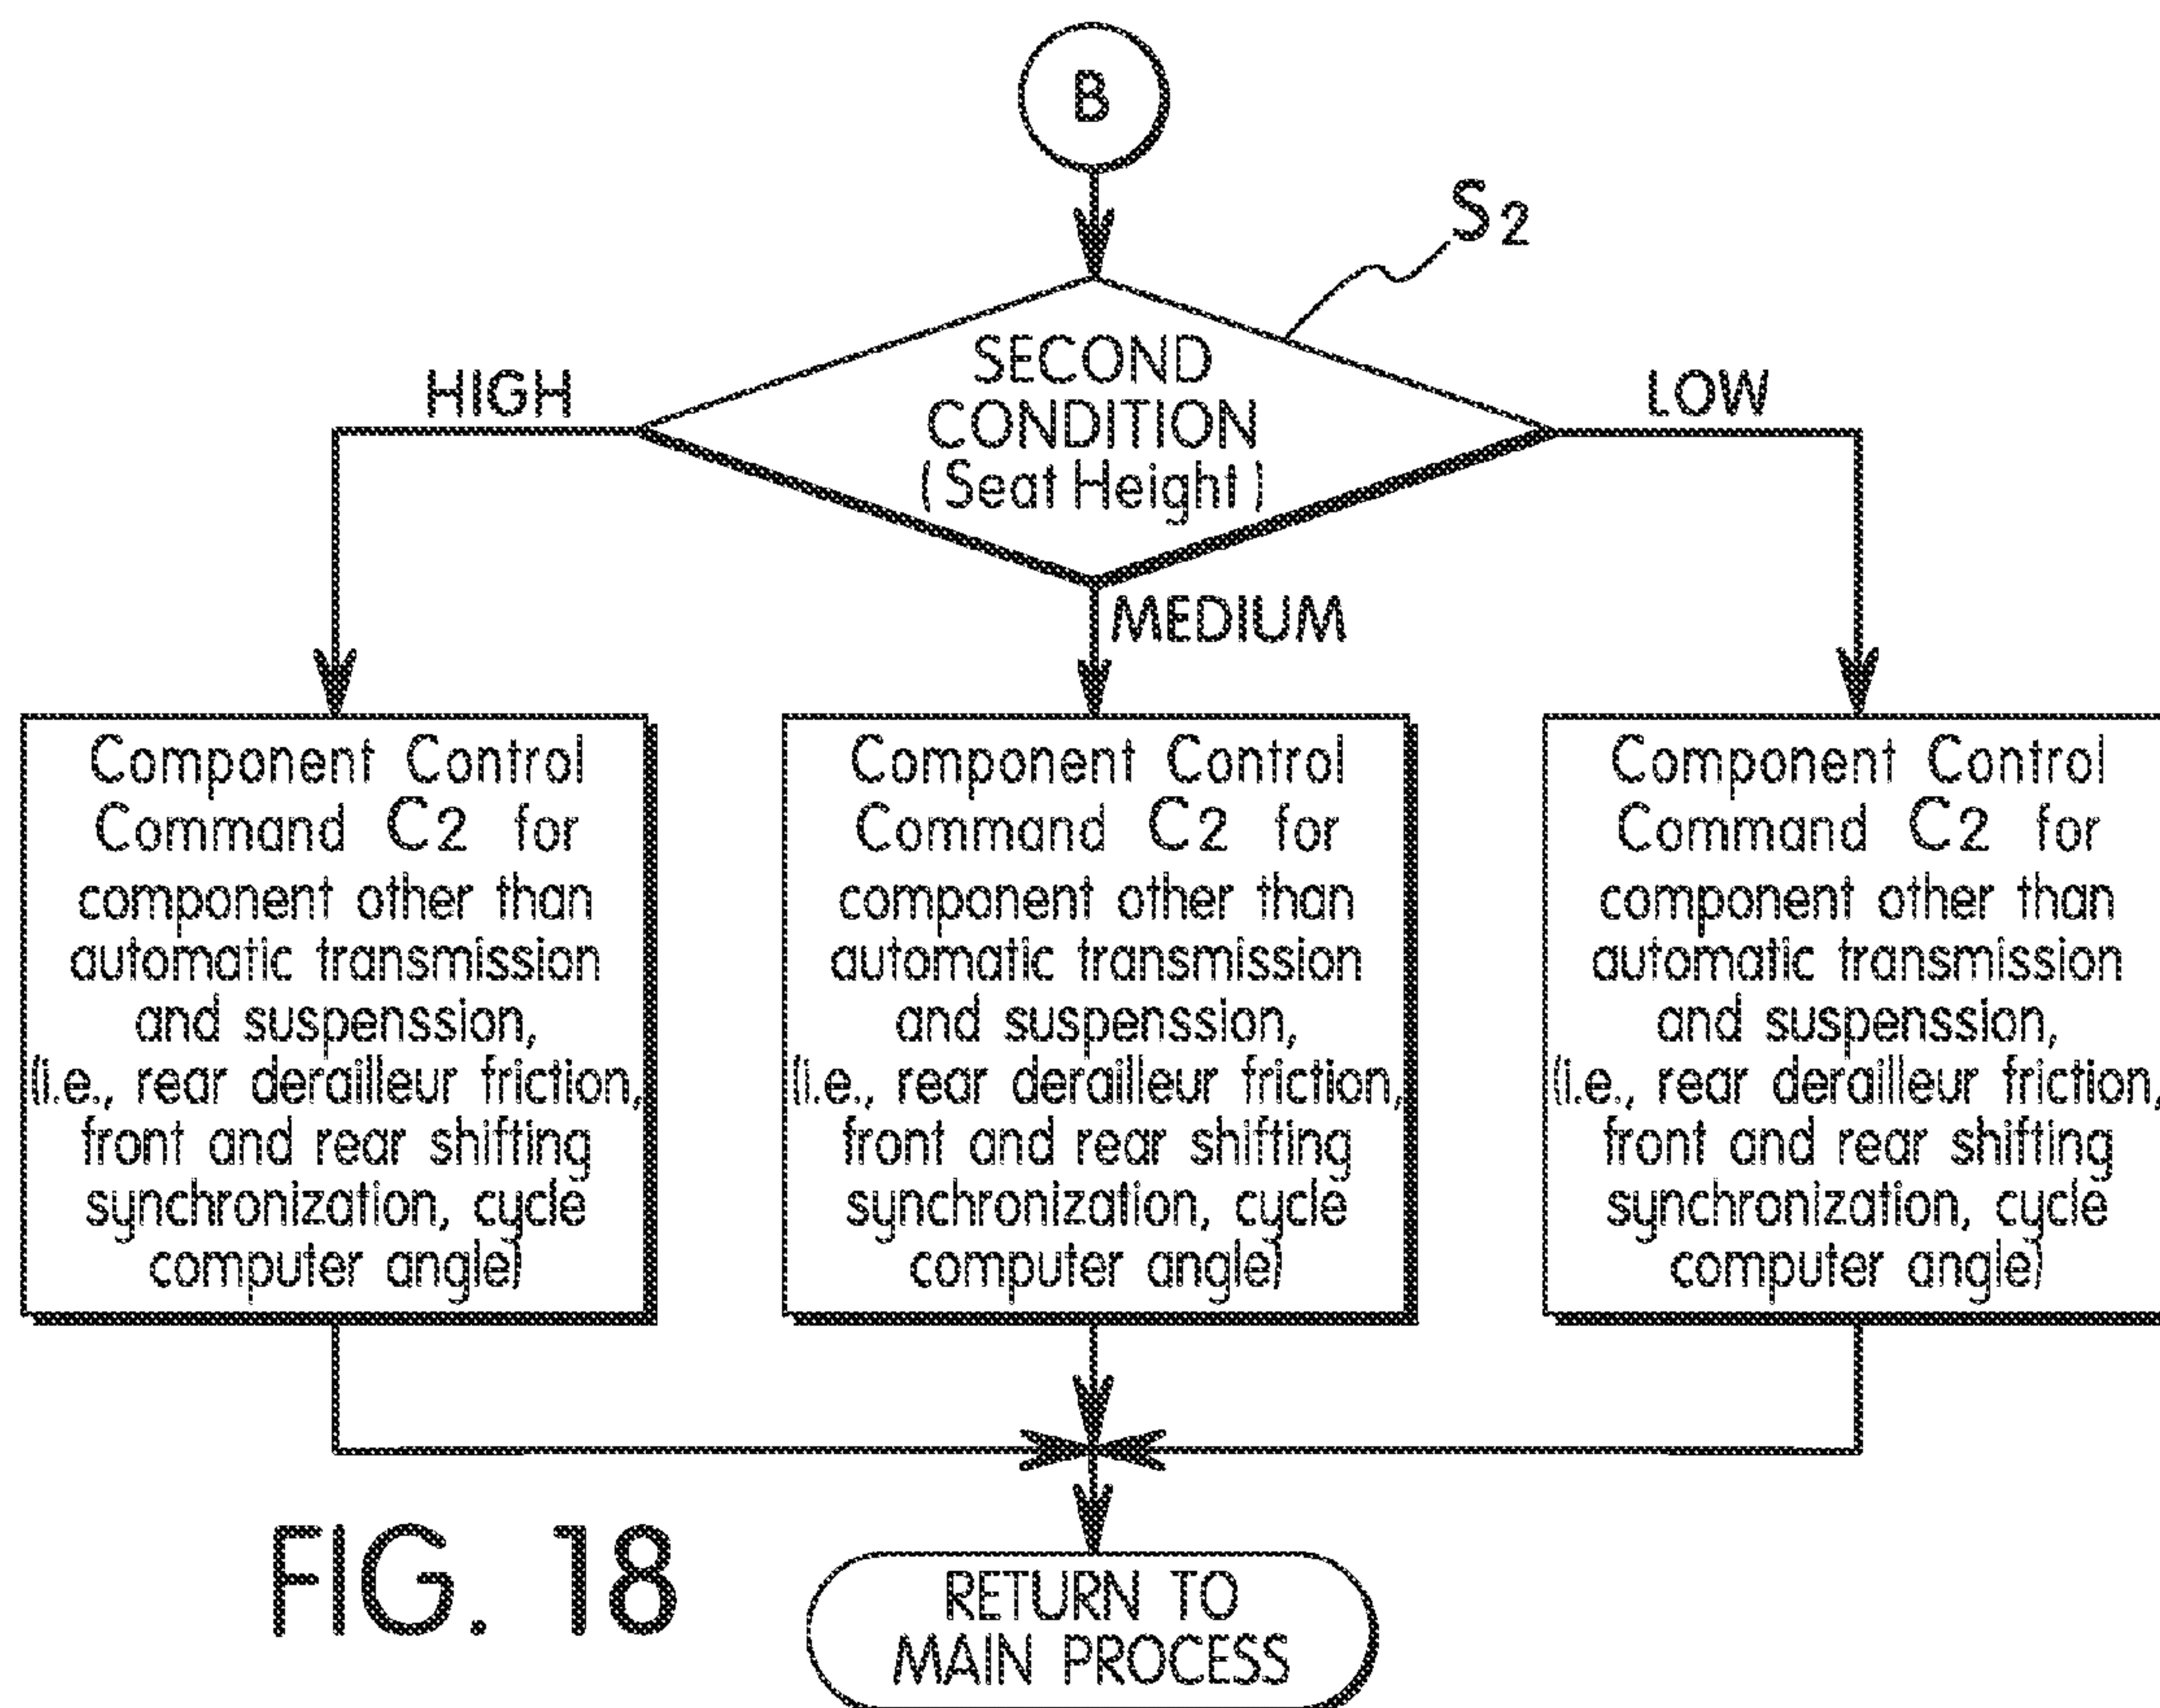 B
S2
SECOND
CONDITION
(Seat Height)
HIGH
LOW
MEDIUM
Component Control
Command C2 for
component other than
automatic transmission
and suspenssion,
(i.e., rear derailleur friction,
front and rear shifting
synchronization, cycle
computer angle)
Component Control
Command C2 for
component other than
automatic transmission
and suspenssion,
(i.e., rear derailleur friction,
front and rear shifting
synchronization, cycle
computer angle)
Component Control
Command C2 for
component other than
automatic transmission
and suspenssion,
(i.e., rear derailleur friction,
front and rear shifting
synchronization, cycle
computer angle)
RETURN TO
MAIN PROCESS
FIG. 18